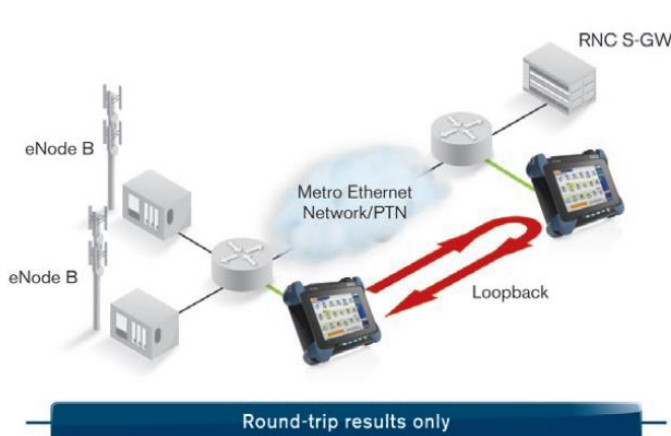 RNC S-GW
eNode B
Metro Ethernet
Network/PTN
eNode B
Loopback
Round-trip results only